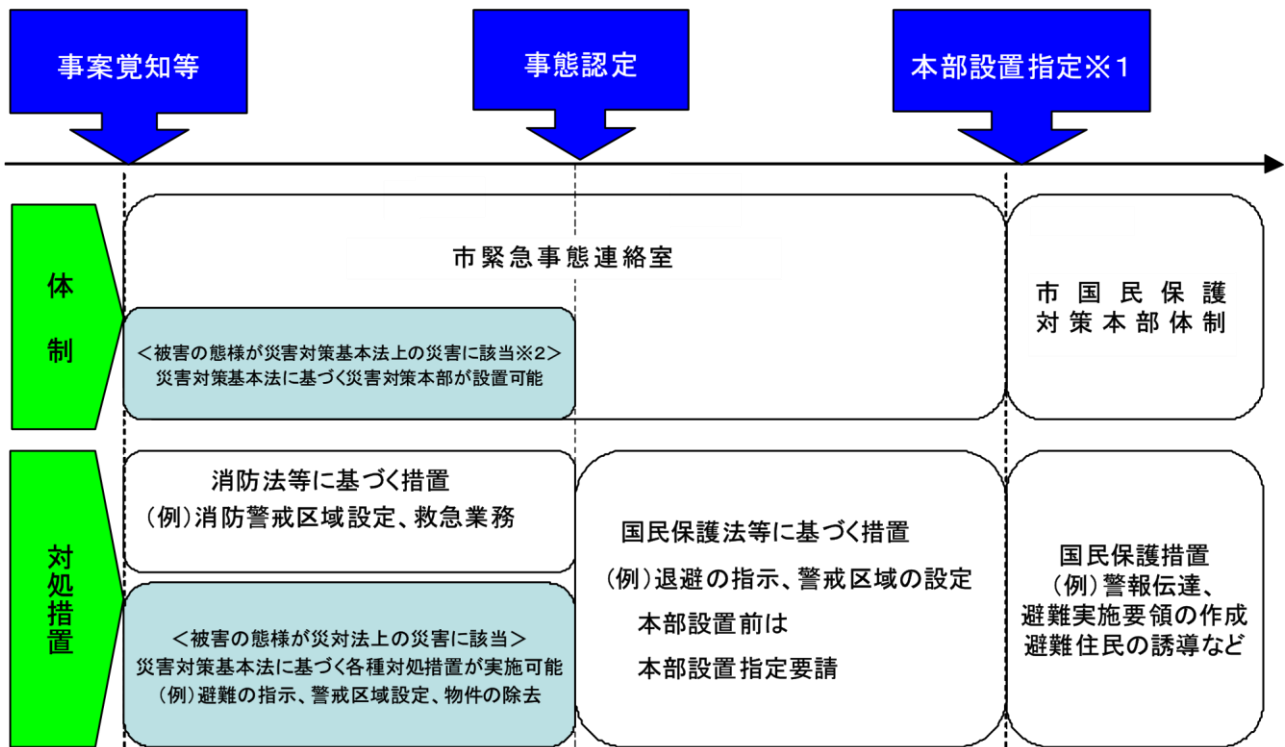 事案覚知等
事態認定
本部設置指定※1
体制
市緊急事態連絡室
＜被害の態様が災害対策基本法上の災害に該当※2＞
災害対策基本法に基づく災害対策本部が設置可能
市国民保護
対策本部体制
対処措置
消防法等に基づく措置
（例）消防警戒区域設定、救急業務
＜被害の態様が災対法上の災害に該当＞
災害対策基本法に基づく各種対処措置が実施可能
（例）避難の指示、警戒区域設定、物件の除去
国民保護法等に基づく措置
（例）退避の指示、警戒区域の設定
本部設置前は
本部設置指定要請
国民保護措置
（例）警報伝達、
避難実施要領の作成
避難住民の誘導など